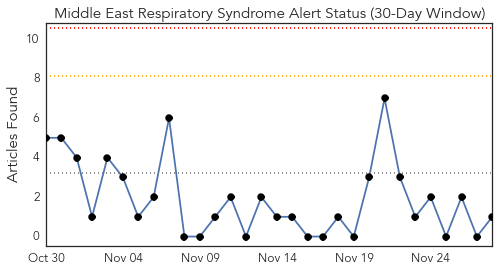 Middle East Respiratory Syndrome Alert Status (30-Day Window)
Articles Found
10
8
6
4
2
0
Oct 30 Nov 04 Nov 09 Nov 14 Nov 19 Nov 24